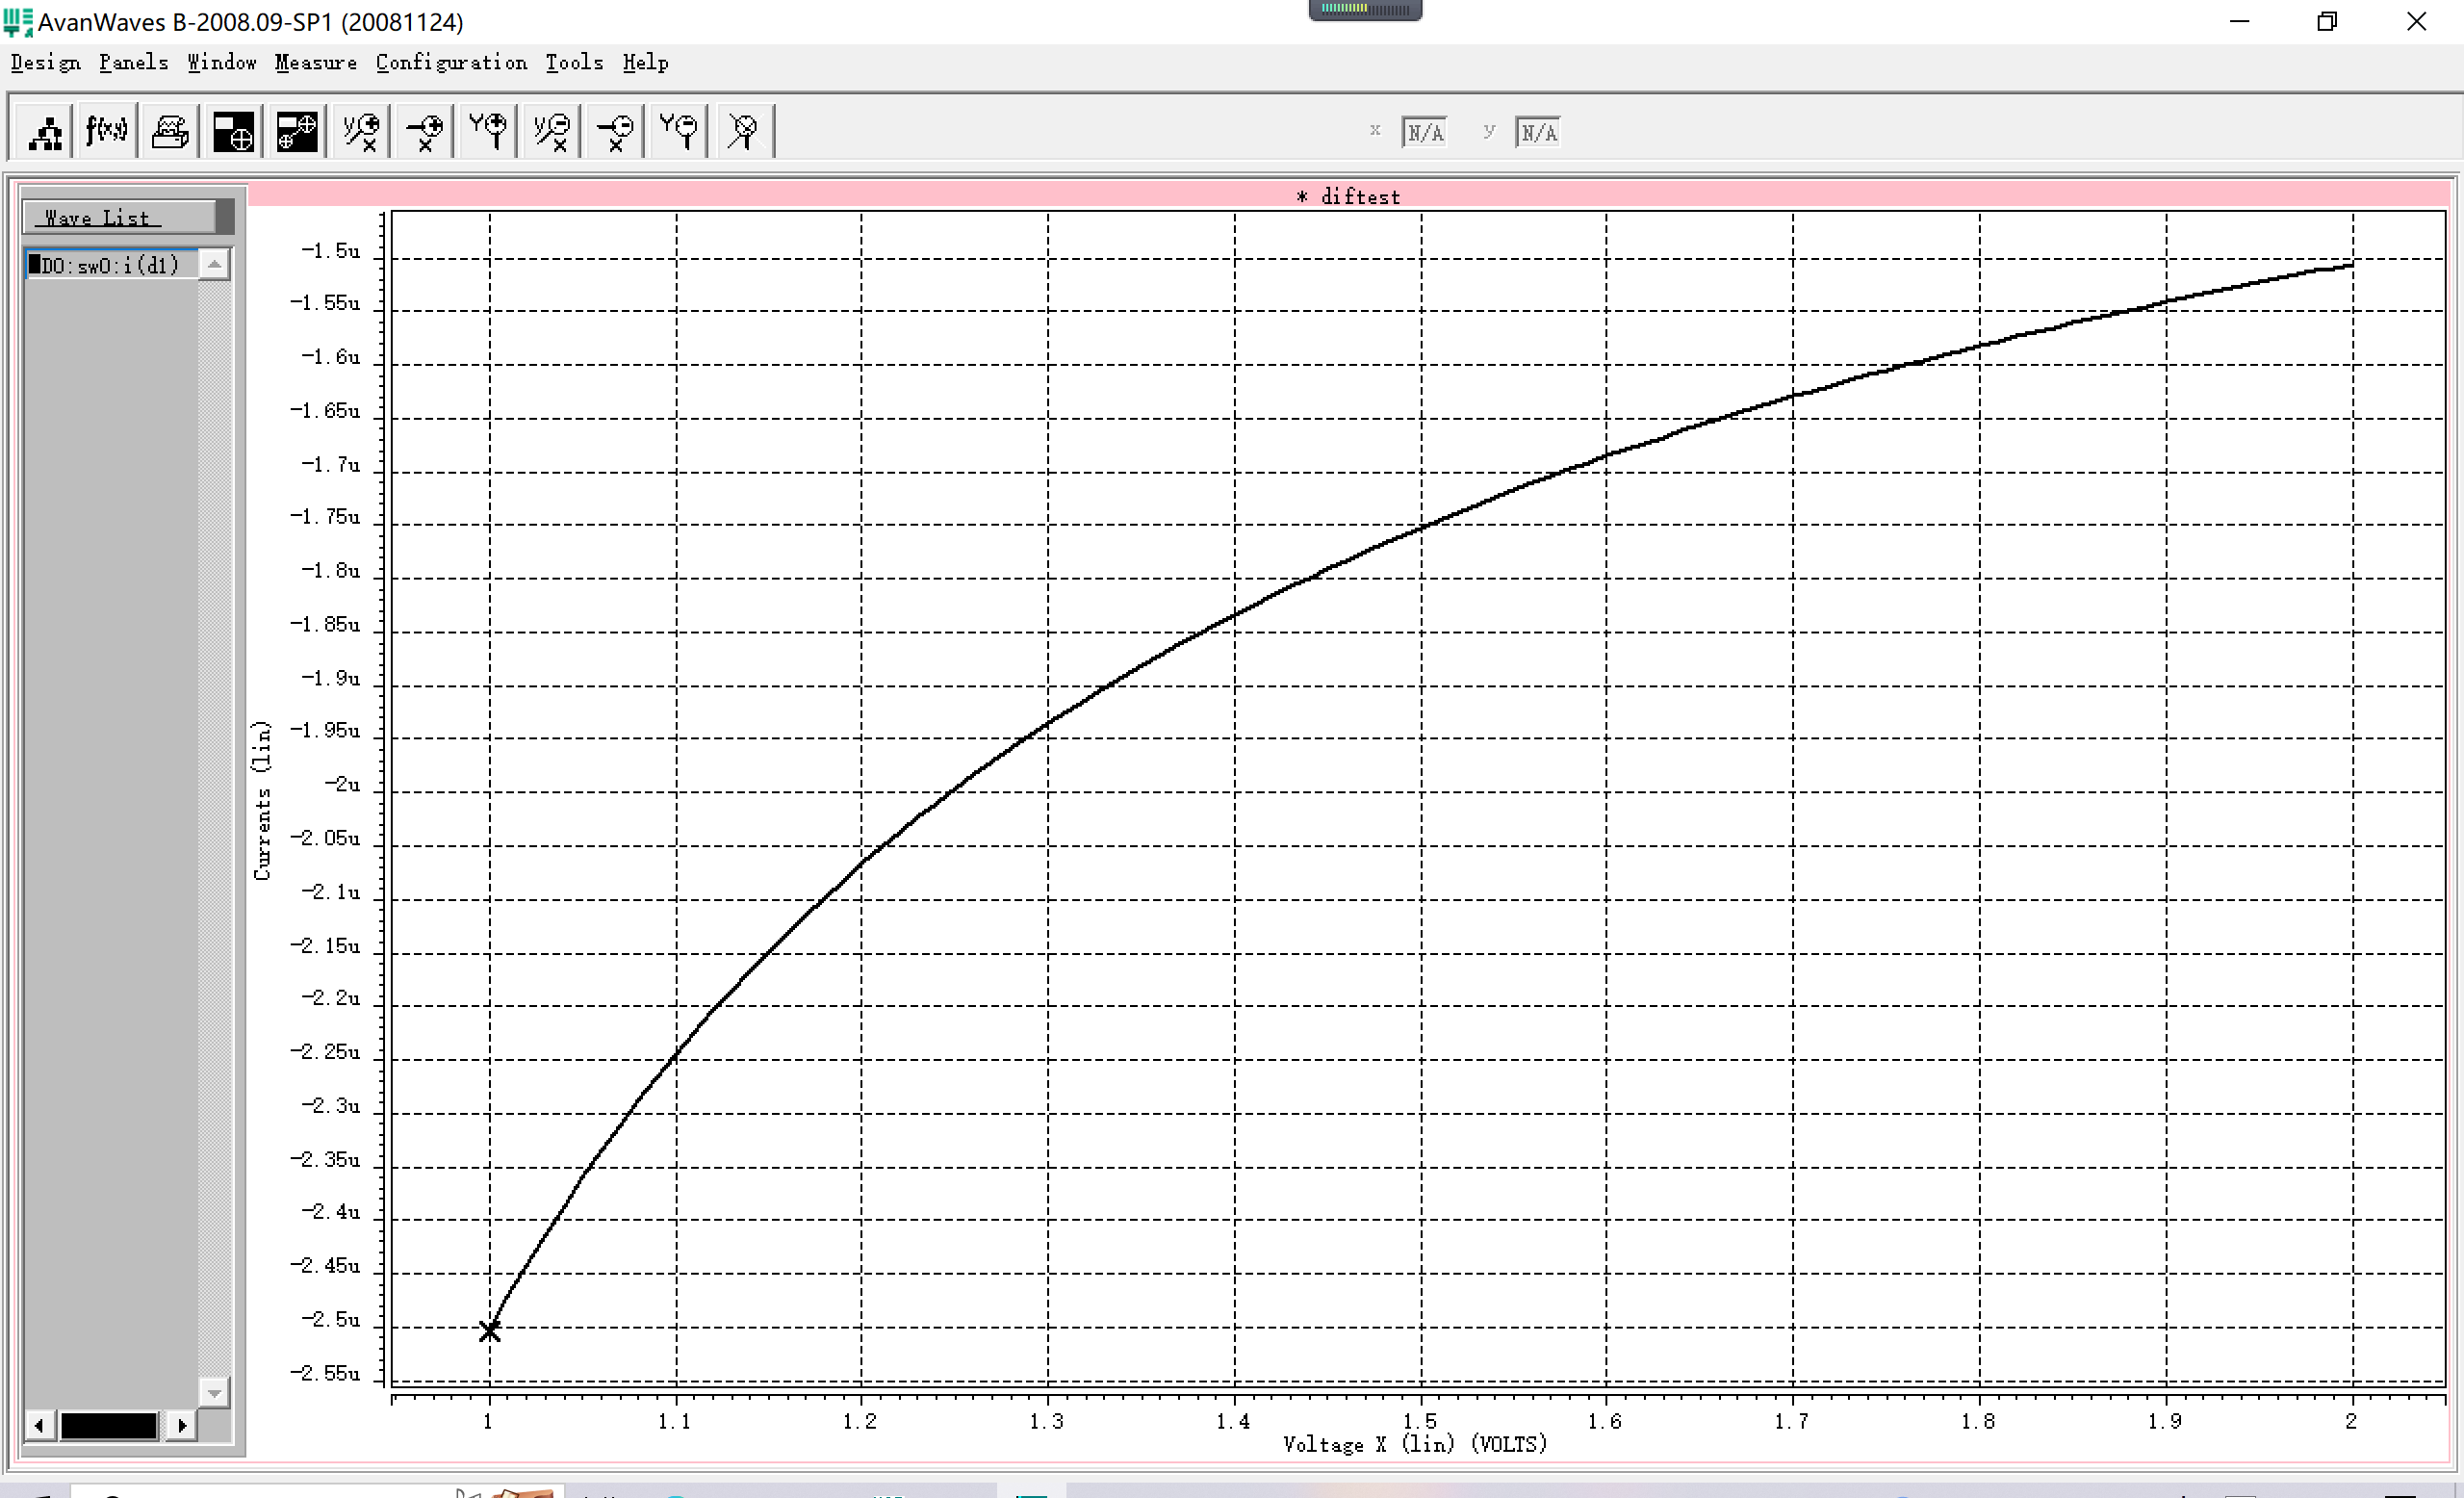 AvanWaves B-2008.09-SP1 (20081124)
Design Panels Window Measure Configuration Tools Help
f(x,y)
x N/A y N/A
* diftest
Wave List
D0:sw0:i(d1)
-1.5u
-1.55u
-1.6u
-1.65u
-1.7u
-1.75u
-1.8u
-1.85u
-1.9u
-1.95u
-2u
-2.05u
-2.1u
-2.15u
-2.2u
-2.25u
-2.3u
-2.35u
-2.4u
-2.45u
-2.5u
-2.55u
Currents (lin)
1 1.1 1.2 1.3 1.4 1.5 1.6 1.7 1.8 1.9 2
Voltage X (lin) (VOLTS)